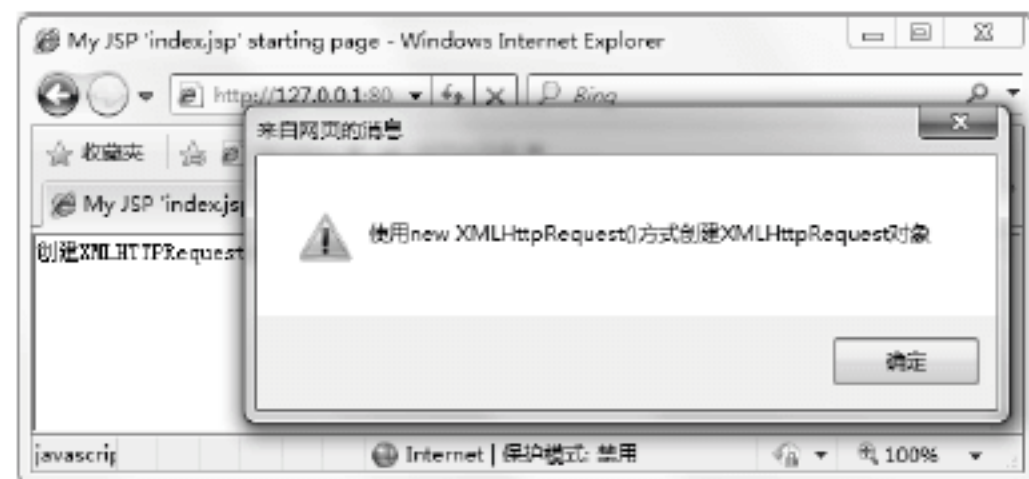 My JSP 'index.jsp' starting page - Windows Internet Explorer
http://127.0.0.1:80
Bing
来自网页的消息
收藏夹
My JSP 'index.jsp
使用new XMLHttpRequest()方式创建XMLHttpRequest对象
创建XMLHTTPRequest
确定
javascrip
Internet | 保护模式: 禁用
100%